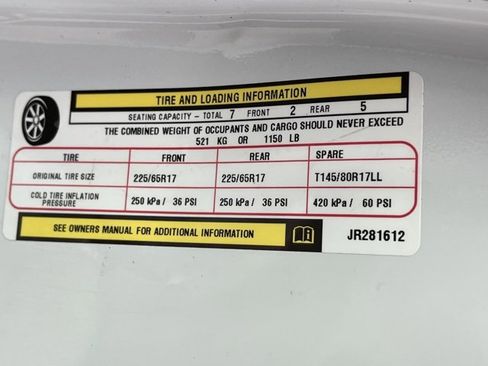 TIRE AND LOADING INFORMATION
SEATING CAPACITY - TOTAL 7 FRONT 2 REAR 5
THE COMBINED WEIGHT OF OCCUPANTS AND CARGO SHOULD NEVER EXCEED
521 KG OR 1150 LB
TIRE FRONT REAR SPARE
ORIGINAL TIRE SIZE 225/65R17 225/65R17 T145/80R17LL
COLD TIRE INFLATION
PRESSURE 250 kPa / 36 PSI 250 kPa / 36 PSI 420 kPa / 60 PSI
SEE OWNERS MANUAL FOR ADDITIONAL INFORMATION JR281612